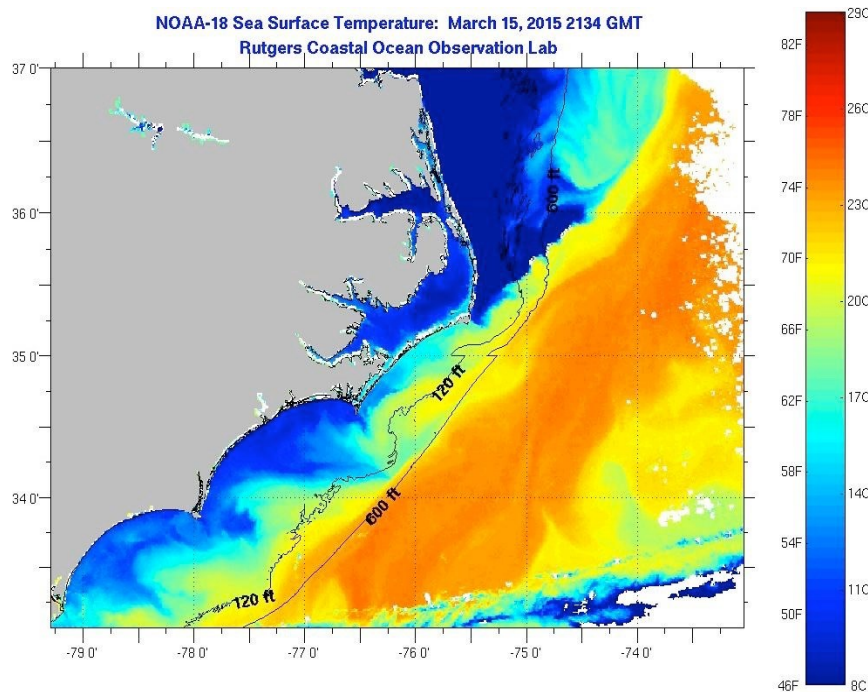 NOAA-18 Sea Surface Temperature: March 15, 2015 2134 GMT
Rutgers Coastal Ocean Observation Lab
37 0'
36 0'
35 0'
34 0'
-79 0'
-78 0'
-77 0'
-76 0'
-75 0'
-74 0'
600 ft
120 ft
600 ft
120 ft
82F
78F
74F
70F
66F
62F
58F
54F
50F
46F
29C
26C
23C
20C
17C
14C
11C
8C